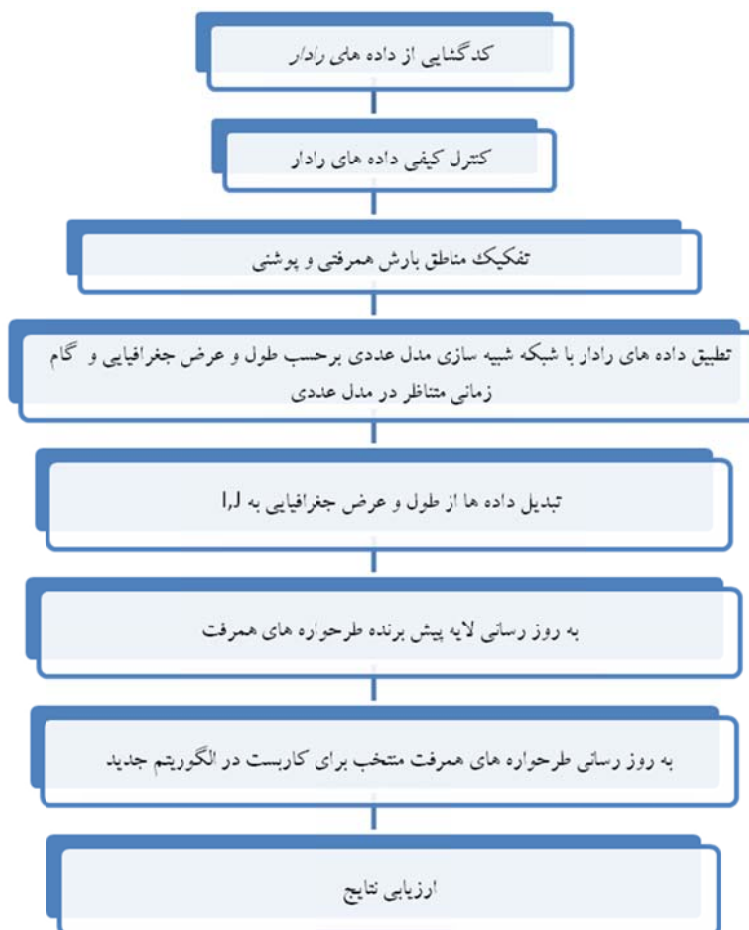 کدگشایی از داده های رادار
کنترل کیفی داده های رادار
تفکیک مناطق بارش همرفتی و پوشنی
تطبیق داده های رادار با شبکه شبیه سازی مدل عددی برحسب طول و عرض جغرافیایی و گام
زمانی متناظر در مدل عددی
تبدیل داده ها از طول و عرض جغرافیایی به I,J
به روز رسانی لایه پیش برنده طرحواره های همرفت
به روز رسانی طرحواره های همرفت منتخب برای کاربست در الگوریتم جدید
ارزیابی نتایج